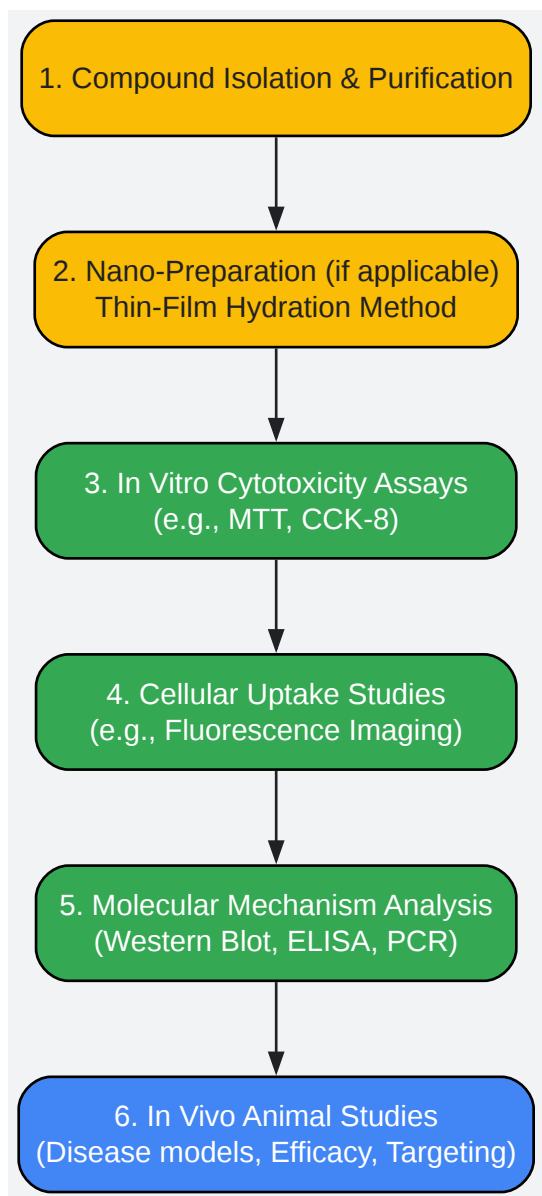 1. Compound Isolation & Purification
2. Nano-Preparation (if applicable)
Thin-Film Hydration Method
3. In Vitro Cytotoxicity Assays
(e.g., MTT, CCK-8)
4. Cellular Uptake Studies
(e.g., Fluorescence Imaging)
5. Molecular Mechanism Analysis
(Western Blot, ELISA, PCR)
6. In Vivo Animal Studies
(Disease models, Efficacy, Targeting)